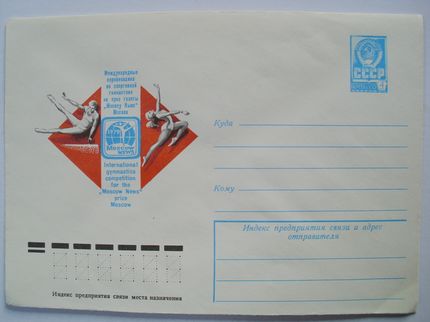 Международные
соревнования
по спортивной
гимнастике
на приз газеты
„Moscow News"
Москва
Moscow
NEWS
International
gymnastics
competition
for the
„Moscow News"
prize
Moscow
СССР
Куда
Кому
Индекс предприятия связи и адрес
отправителя
Индекс предприятия связи места назначения